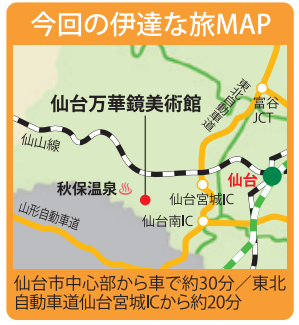 今回の伊達な旅MAP
東北自動車道
富谷
JCT
仙台万華鏡美術館
仙山線
仙台
秋保温泉♨
仙台宮城IC
山形自動車道
仙台南IC
仙台市中心部から車で約30分／東北
自動車道仙台宮城ICから約20分